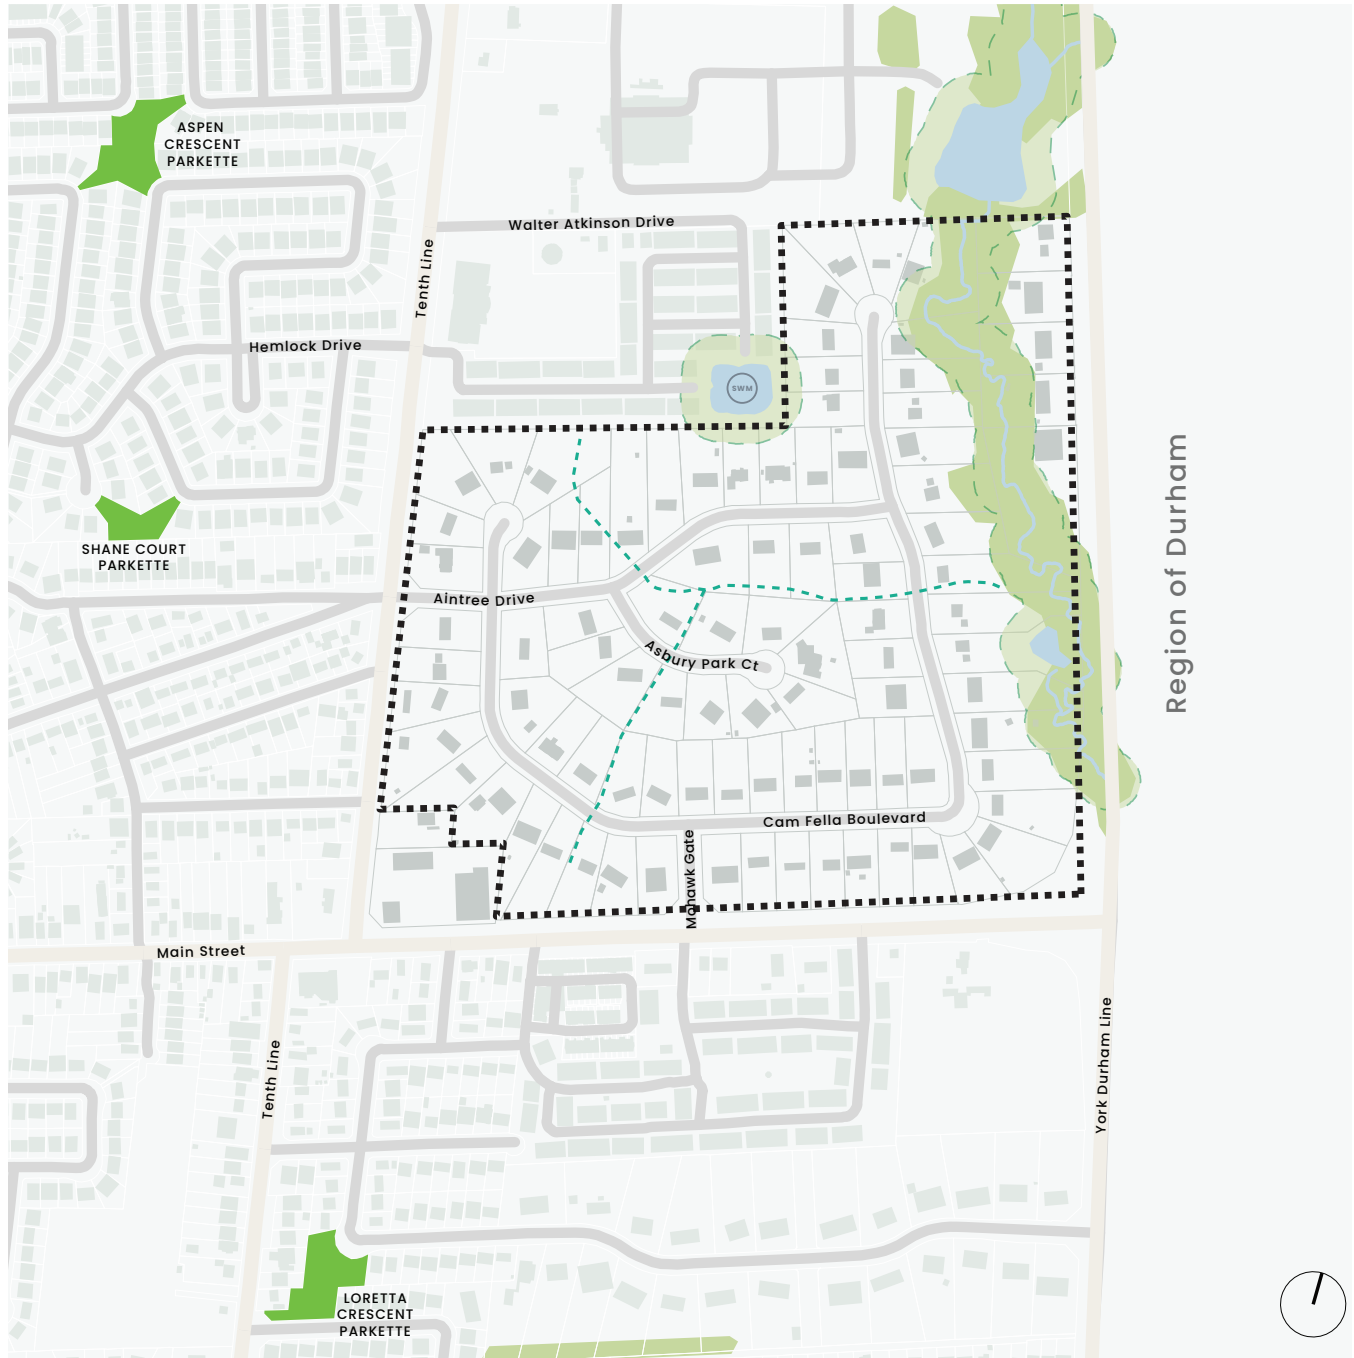 ASPEN
CRESCENT
PARKETTE
Walter Atkinson Drive
Tenth Line
Hemlock Drive
SWM
Region of Durham
SHANE COURT
PARKETTE
Aintree Drive
Asbury Park Ct
Cam Fella Boulevard
Mohawk Gate
Main Street
Tenth Line
York Durham Line
LORETTA
CRESCENT
PARKETTE